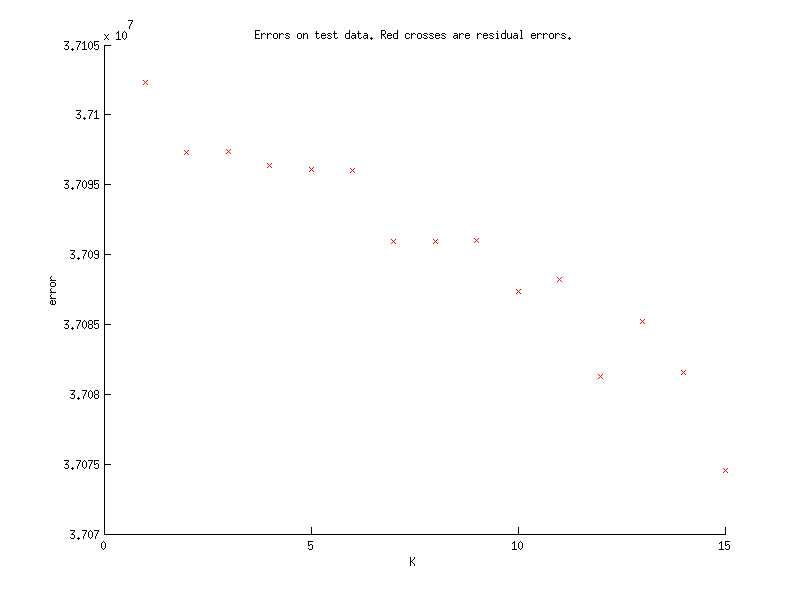 x 10 7
Errors on test data. Red crosses are residual errors.
3.7105
3.71
3.7095
3.709
3.7085
3.708
3.7075
3.707
error
0 5 10 15
K